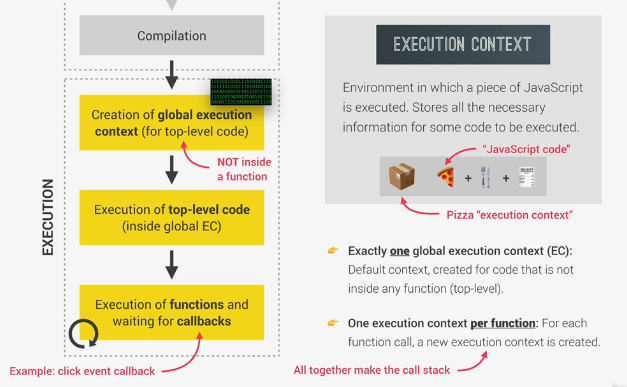 Compilation
Creation of global execution
context (for top-level code)
NOT inside
a function
EXECUTION
Execution of top-level code
(inside global EC)
Execution of functions and
waiting for callbacks
Example: click event callback
EXECUTION CONTEXT
Environment in which a piece of JavaScript
is executed. Stores all the necessary
information for some code to be executed.
“JavaScript code”
+ + RECEIPT
Pizza “execution context”
Exactly one global execution context (EC):
Default context, created for code that is not
inside any function (top-level).
One execution context per function: For each
function call, a new execution context is created.
All together make the call stack